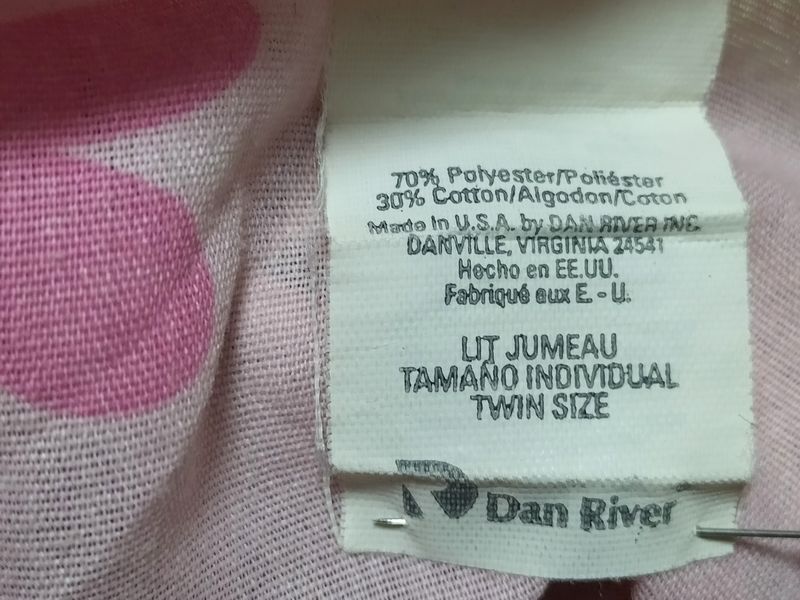 70% Polyester/Poliéster
30% Cotton/Algodon/Coton
Made in U.S.A. by DAN RIVER INC.
DANVILLE, VIRGINIA 24541
Hecho en EE.UU.
Fabriqué aux E. - U.
LIT JUMEAU
TAMAÑO INDIVIDUAL
TWIN SIZE
Dan River